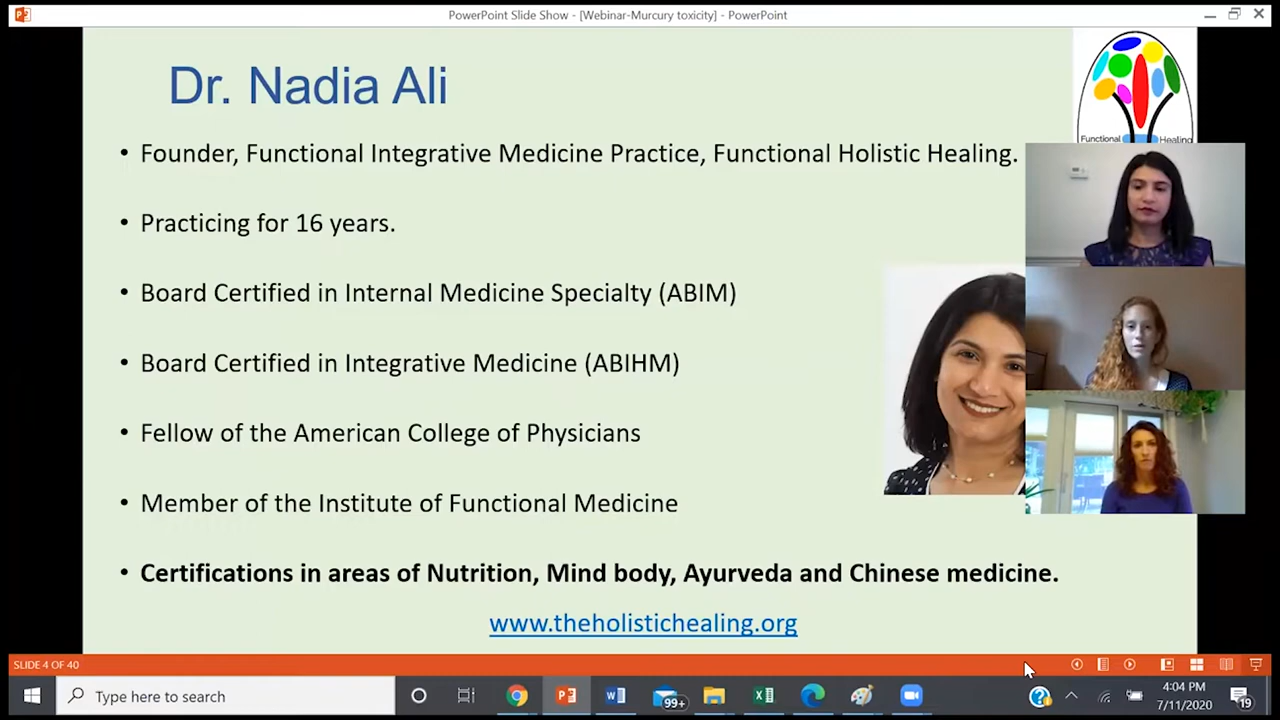 PowerPoint Slide Show - [Webinar-Murcury toxicity] - PowerPoint
Dr. Nadia Ali
Functional Healing
• Founder, Functional Integrative Medicine Practice, Functional Holistic Healing.
• Practicing for 16 years.
• Board Certified in Internal Medicine Specialty (ABIM)
• Board Certified in Integrative Medicine (ABIHM)
• Fellow of the American College of Physicians
• Member of the Institute of Functional Medicine
• Certifications in areas of Nutrition, Mind body, Ayurveda and Chinese medicine.
www.theholistichealing.org
SLIDE 4 OF 40
Type here to search
99+
4:04 PM
7/11/2020
19